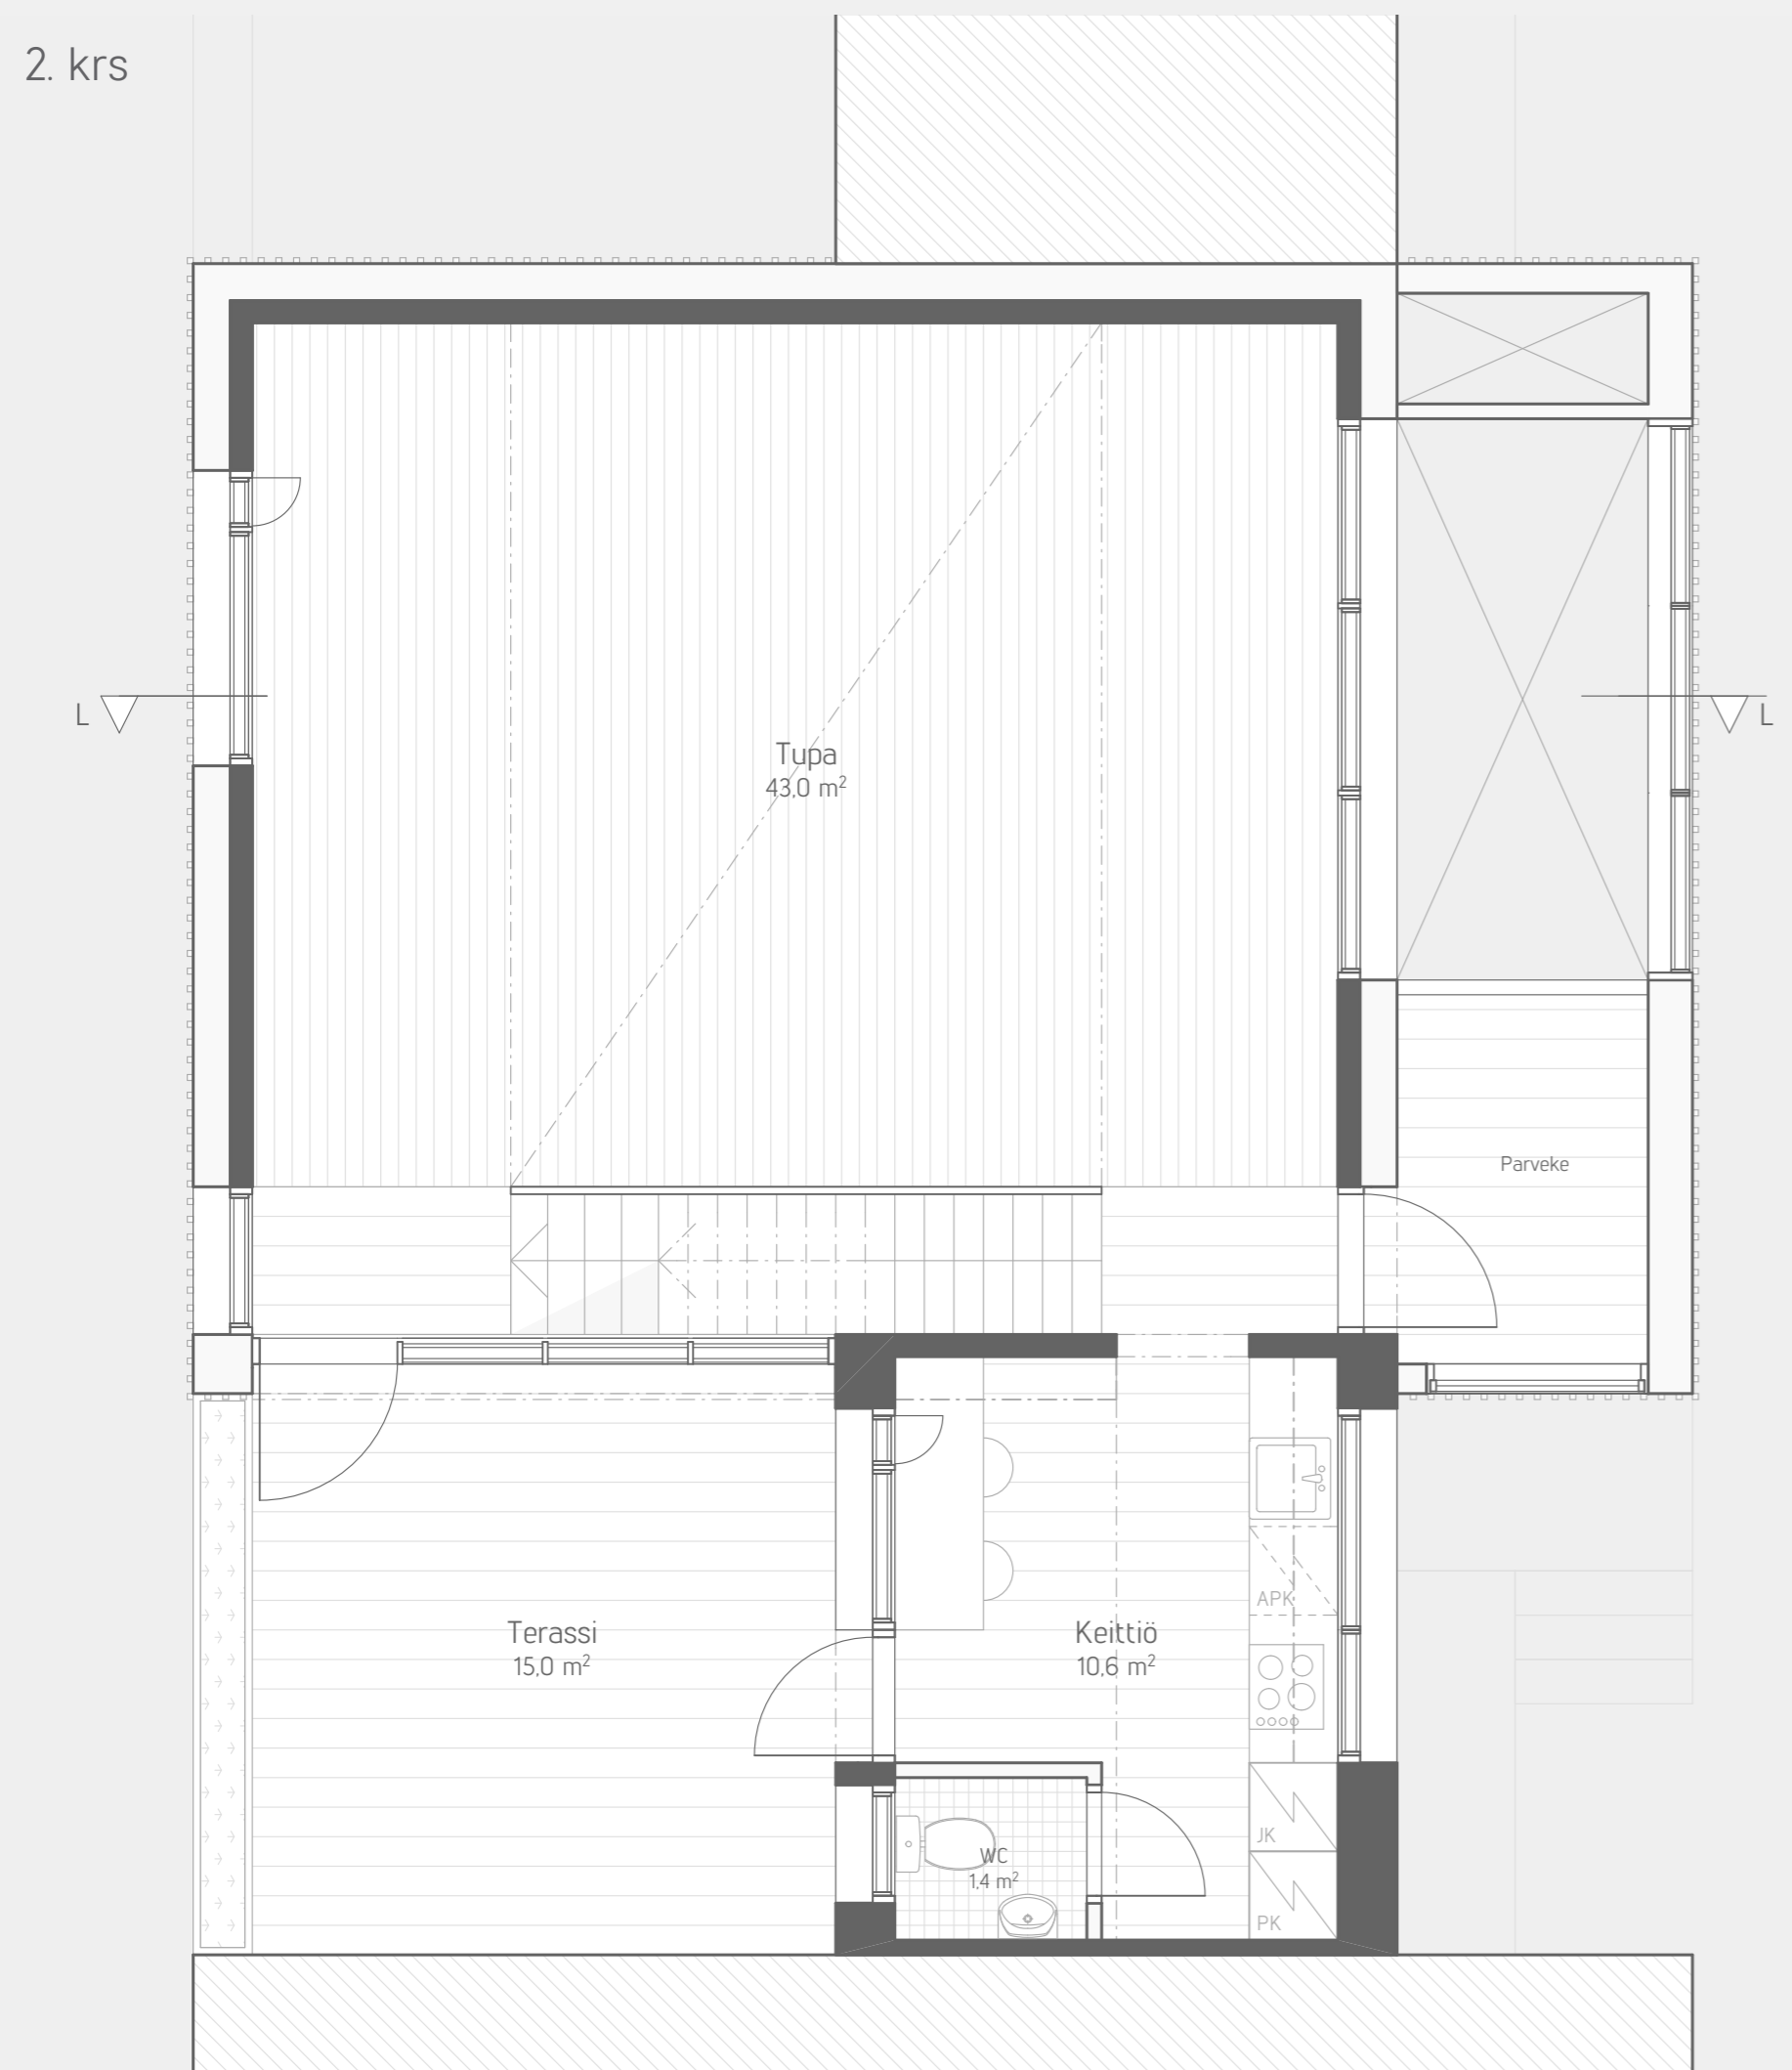 2. krs
L
L
Tupa
43,0 m²
Parveke
APK
Terassi
15,0 m²
Keittiö
10,6 m²
JK
WC
1,4 m²
PK